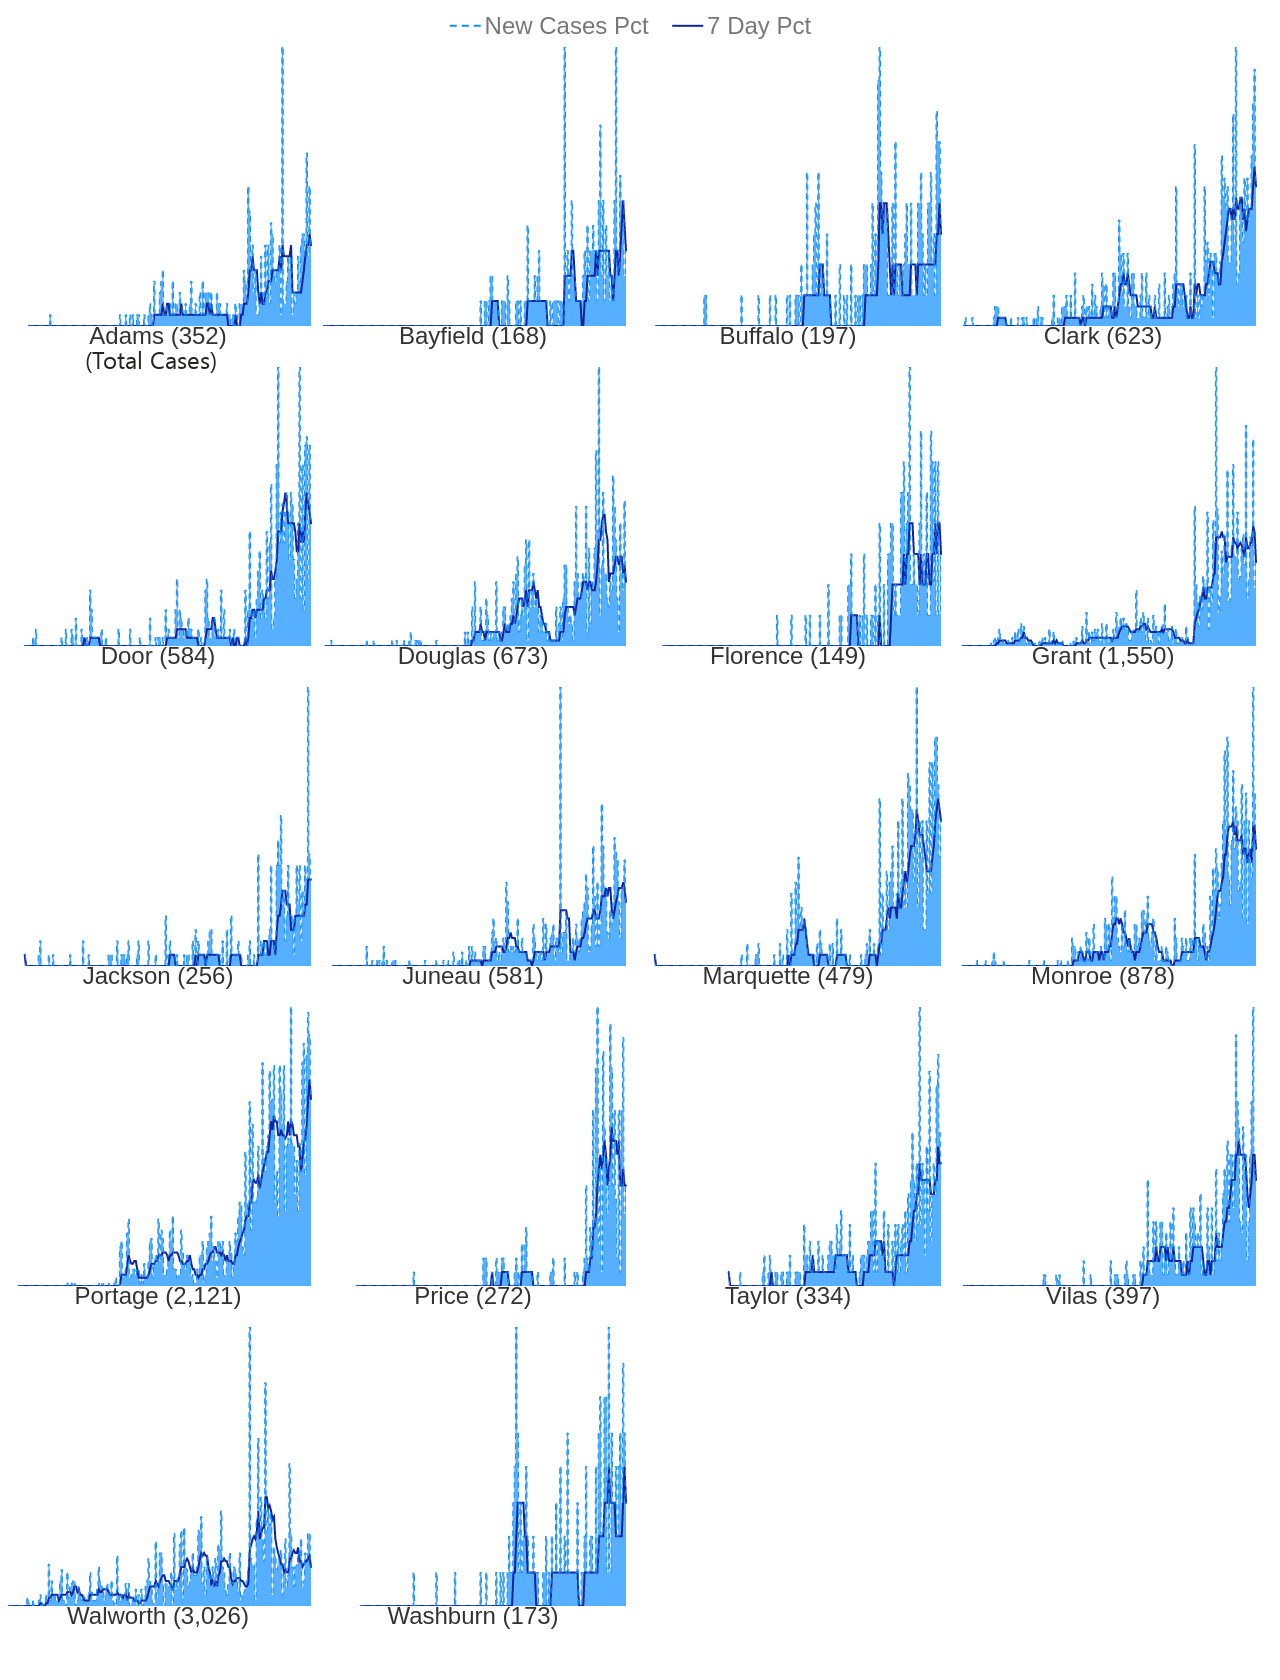 New Cases Pct 7 Day Pct
Adams (352) Bayfield (168) Buffalo (197) Clark (623)
(Total Cases)
Door (584) Douglas (673) Florence (149) Grant (1,550)
Jackson (256) Juneau (581) Marquette (479) Monroe (878)
Portage (2,121) Price (272) Taylor (334) Vilas (397)
Walworth (3,026) Washburn (173)